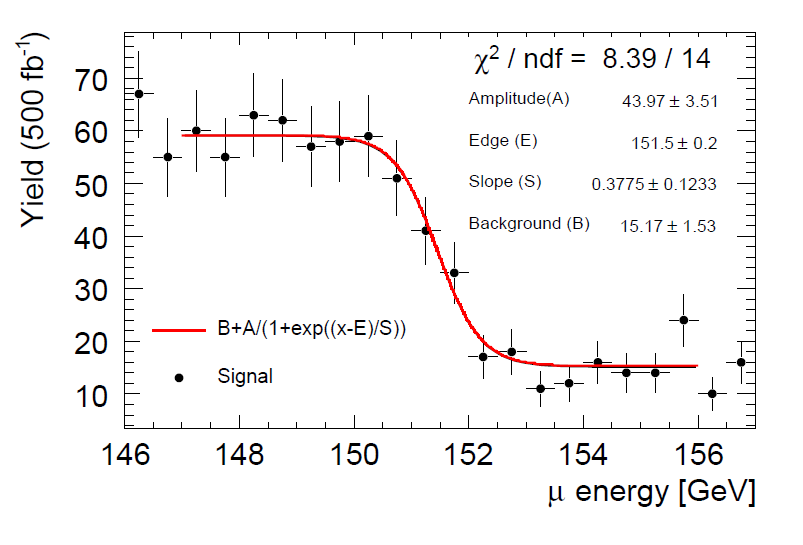 Yield (500 fb⁻¹)
χ² / ndf = 8.39 / 14
Amplitude(A) 43.97 ± 3.51
Edge (E) 151.5 ± 0.2
Slope (S) 0.3775 ± 0.1233
Background (B) 15.17 ± 1.53
70
60
50
40
30
20
10
B+A/(1+exp((x-E)/S))
Signal
146 148 150 152 154 156
μ energy [GeV]